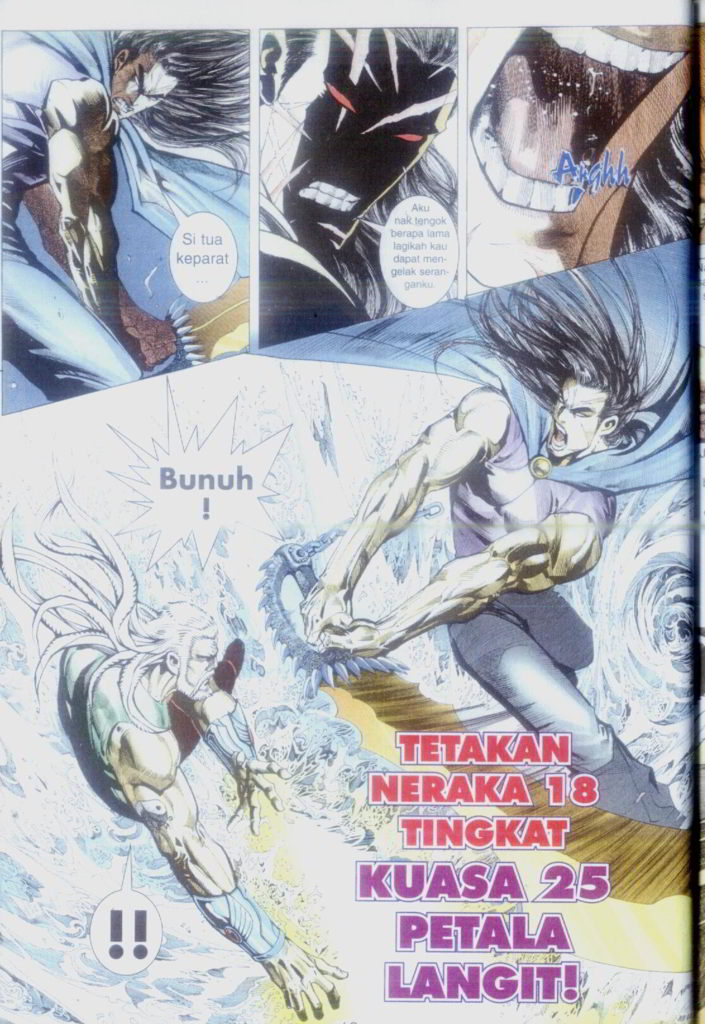 Si tua
keparat
...
Aku
nak tengok
berapa lama
lagikah kau
dapat men-
gelak seran-
ganku.
Arghh
Bunuh
!
!!
TETAKAN
NERAKA 18
TINGKAT
KUASA 25
PETALA
LANGIT!